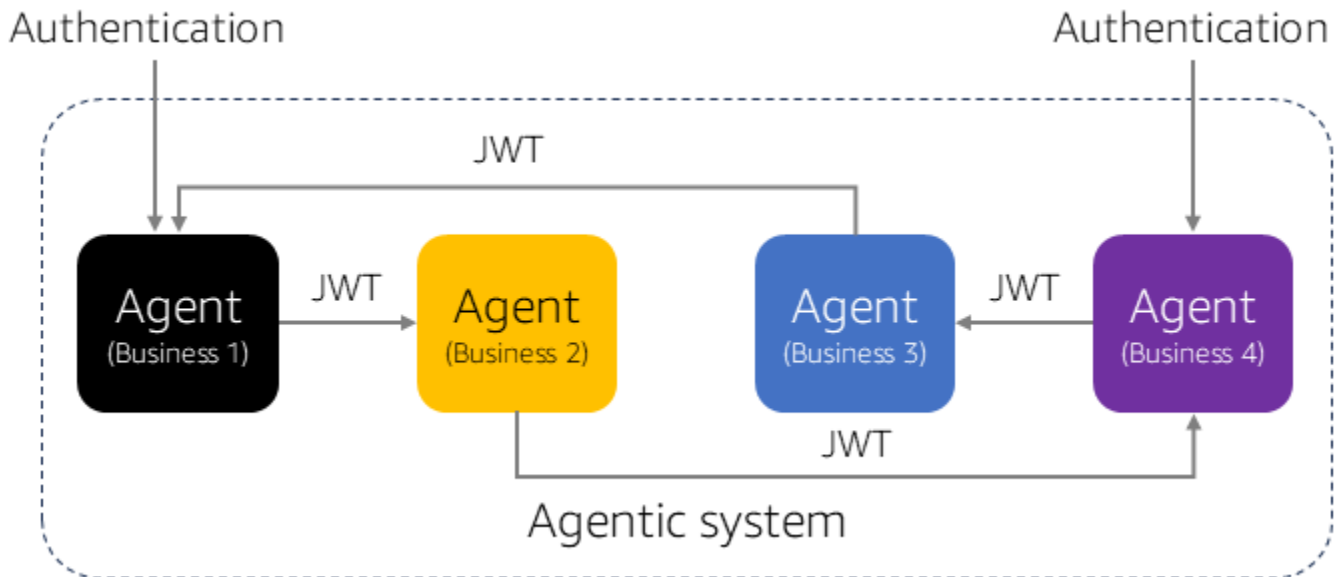 Authentication
Authentication
JWT
Agent
(Business 1)
JWT
Agent
(Business 2)
Agent
(Business 3)
JWT
Agent
(Business 4)
JWT
Agentic system